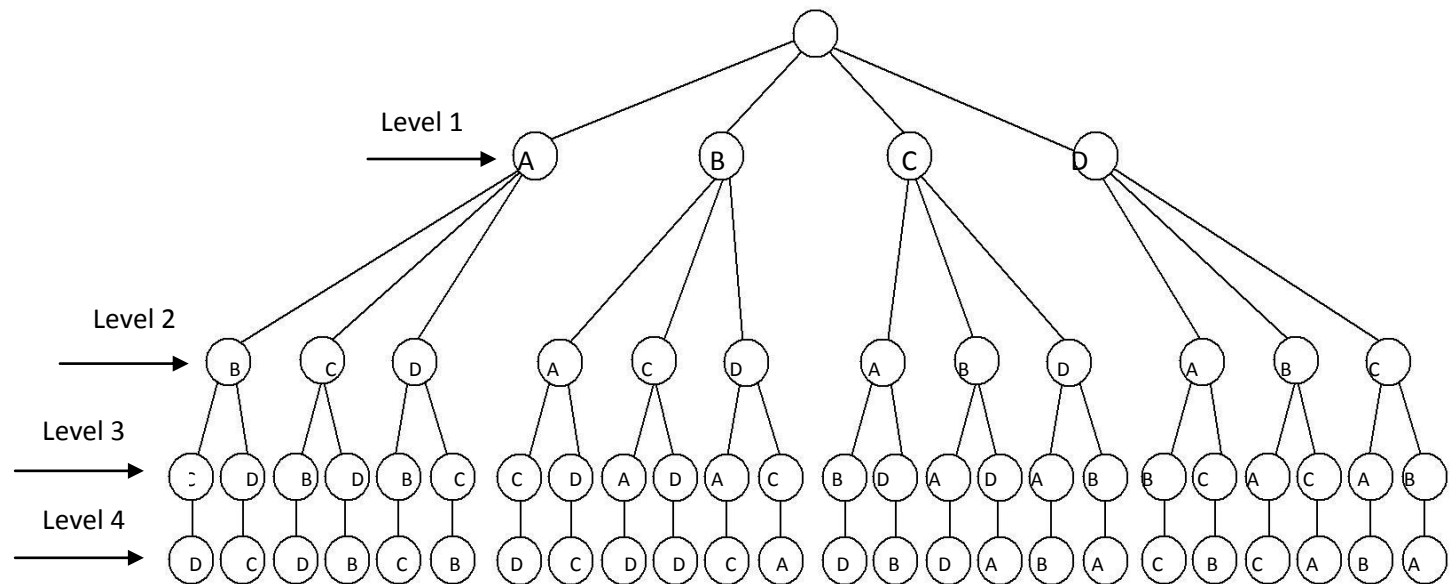 Level 1
A B C D
Level 2
B C D A C D A B D A B C
Level 3
C D B D B C C D A D A C B D A D A B B C A C A B
Level 4
D C D B C B D C D D C A D B D A B A C B C A B A